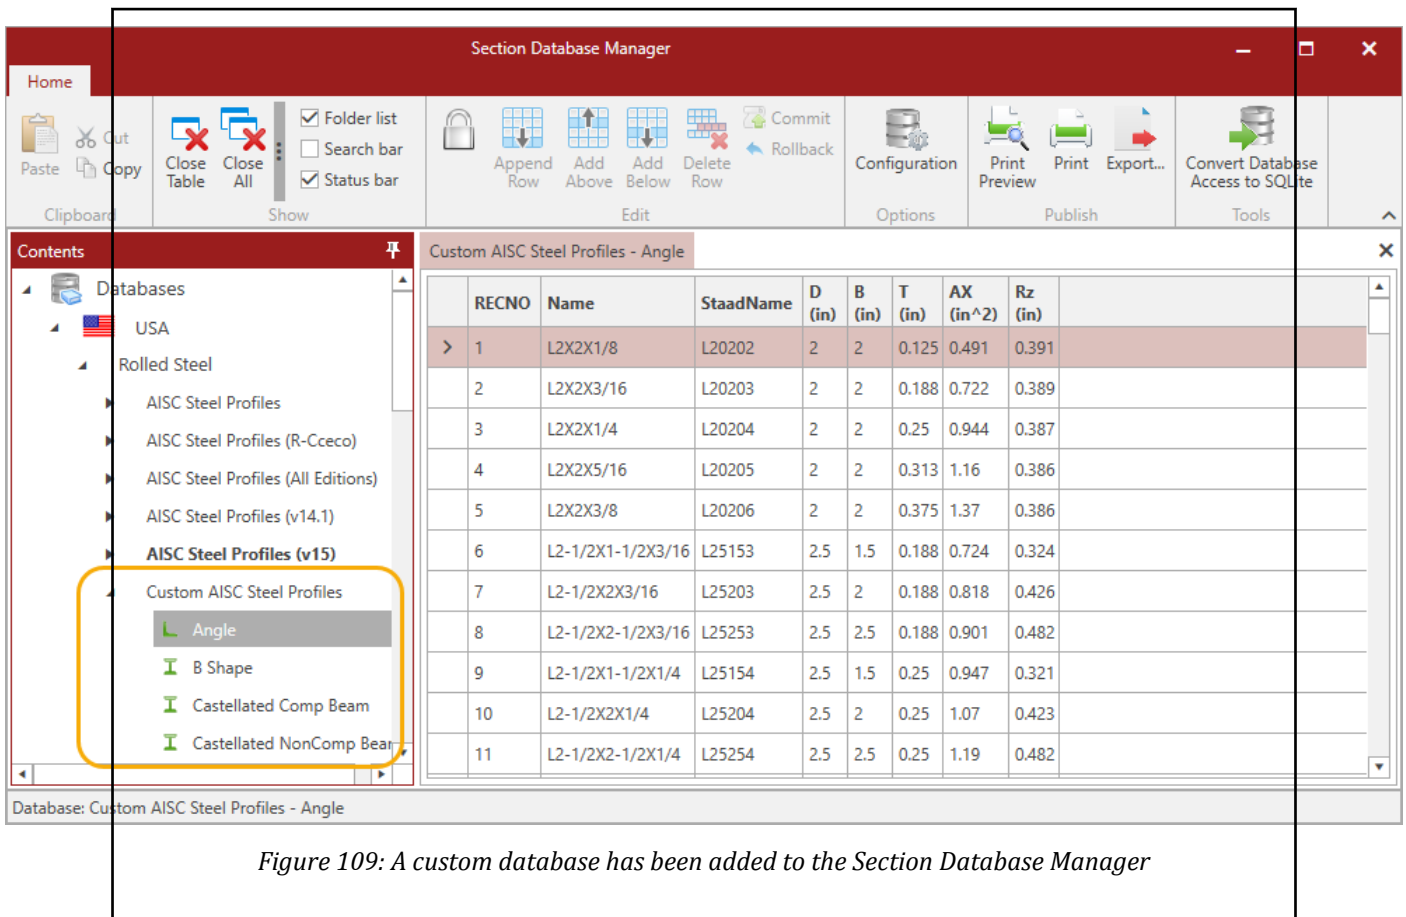 Section Database Manager
Home
Paste
Cut
Copy
Clipboard
Close Table
Close All
Folder list
Search bar
Status bar
Show
Append Row
Add Above
Add Below
Delete Row
Commit
Rollback
Edit
Configuration
Options
Print Preview
Print
Export...
Publish
Convert Database Access to SQLite
Tools
Contents
Databases
USA
Rolled Steel
AISC Steel Profiles
AISC Steel Profiles (R-Cceco)
AISC Steel Profiles (All Editions)
AISC Steel Profiles (v14.1)
AISC Steel Profiles (v15)
Custom AISC Steel Profiles
Angle
B Shape
Castellated Comp Beam
Castellated NonComp Bear
Custom AISC Steel Profiles - Angle
RECNO Name StaadName D (in) B (in) T (in) AX (in^2) Rz (in)
1 L2X2X1/8 L20202 2 2 0.125 0.491 0.391
2 L2X2X3/16 L20203 2 2 0.188 0.722 0.389
3 L2X2X1/4 L20204 2 2 0.25 0.944 0.387
4 L2X2X5/16 L20205 2 2 0.313 1.16 0.386
5 L2X2X3/8 L20206 2 2 0.375 1.37 0.386
6 L2-1/2X1-1/2X3/16 L25153 2.5 1.5 0.188 0.724 0.324
7 L2-1/2X2X3/16 L25203 2.5 2 0.188 0.818 0.426
8 L2-1/2X2-1/2X3/16 L25253 2.5 2.5 0.188 0.901 0.482
9 L2-1/2X1-1/2X1/4 L25154 2.5 1.5 0.25 0.947 0.321
10 L2-1/2X2X1/4 L25204 2.5 2 0.25 1.07 0.423
11 L2-1/2X2-1/2X1/4 L25254 2.5 2.5 0.25 1.19 0.482
Database: Custom AISC Steel Profiles - Angle
Figure 109: A custom database has been added to the Section Database Manager